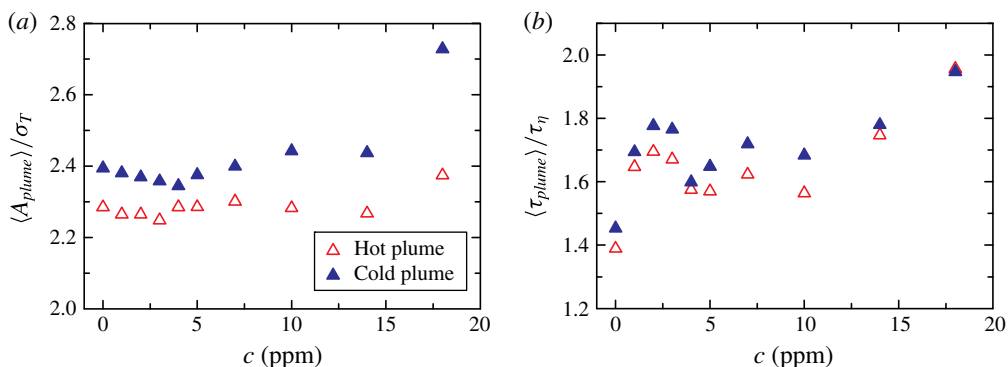 (a)
2.8
2.6
2.4
2.2
2.0
⟨A_plume⟩/σ_T
0 5 10 15 20
c (ppm)
Hot plume
Cold plume
(b)
2.0
1.8
1.6
1.4
1.2
⟨τ_plume⟩/τ_η
0 5 10 15 20
c (ppm)